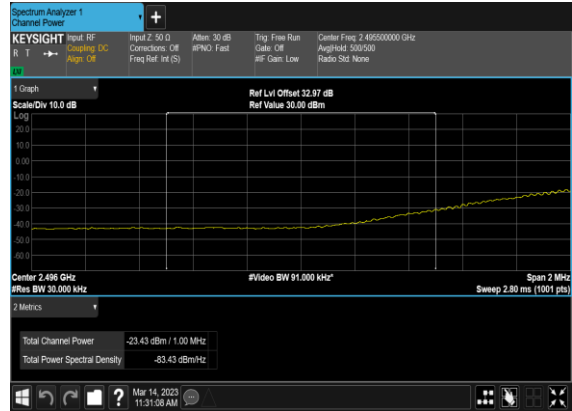 Spectrum Analyzer 1
Channel Power
+
KEYSIGHT Input: RF Input Z: 50 Ω Atten: 30 dB Trig: Free Run Center Freq: 2.495500000 GHz
R T Coupling: DC Corrections: Off #PNO: Fast Gate: Off Avg|Hold: 500/500
Align: Off Freq Ref: Int (S) #IF Gain: Low Radio Std: None
1 Graph
Ref Lvl Offset 32.97 dB
Scale/Div 10.0 dB Ref Value 30.00 dBm
Log
20.0
10.0
0.00
-10.0
-20.0
-30.0
-40.0
-50.0
-60.0
Center 2.496 GHz #Video BW 91.000 kHz* Span 2 MHz
#Res BW 30.000 kHz Sweep 2.80 ms (1001 pts)
2 Metrics
Total Channel Power -23.43 dBm / 1.00 MHz
Total Power Spectral Density -83.43 dBm/Hz
? Mar 14, 2023
11:31:08 AM